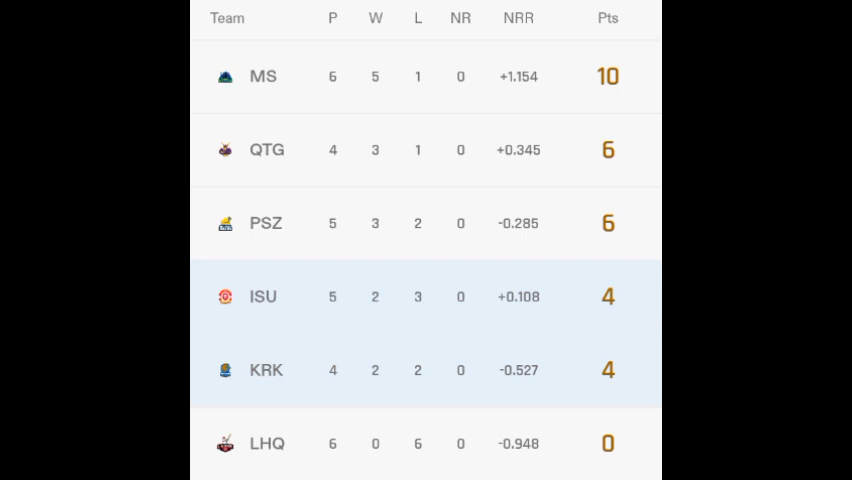 Team P W L NR NRR Pts
MS 6 5 1 0 +1.154 10
QTG 4 3 1 0 +0.345 6
PSZ 5 3 2 0 -0.285 6
ISU 5 2 3 0 +0.108 4
KRK 4 2 2 0 -0.527 4
LHQ 6 0 6 0 -0.948 0